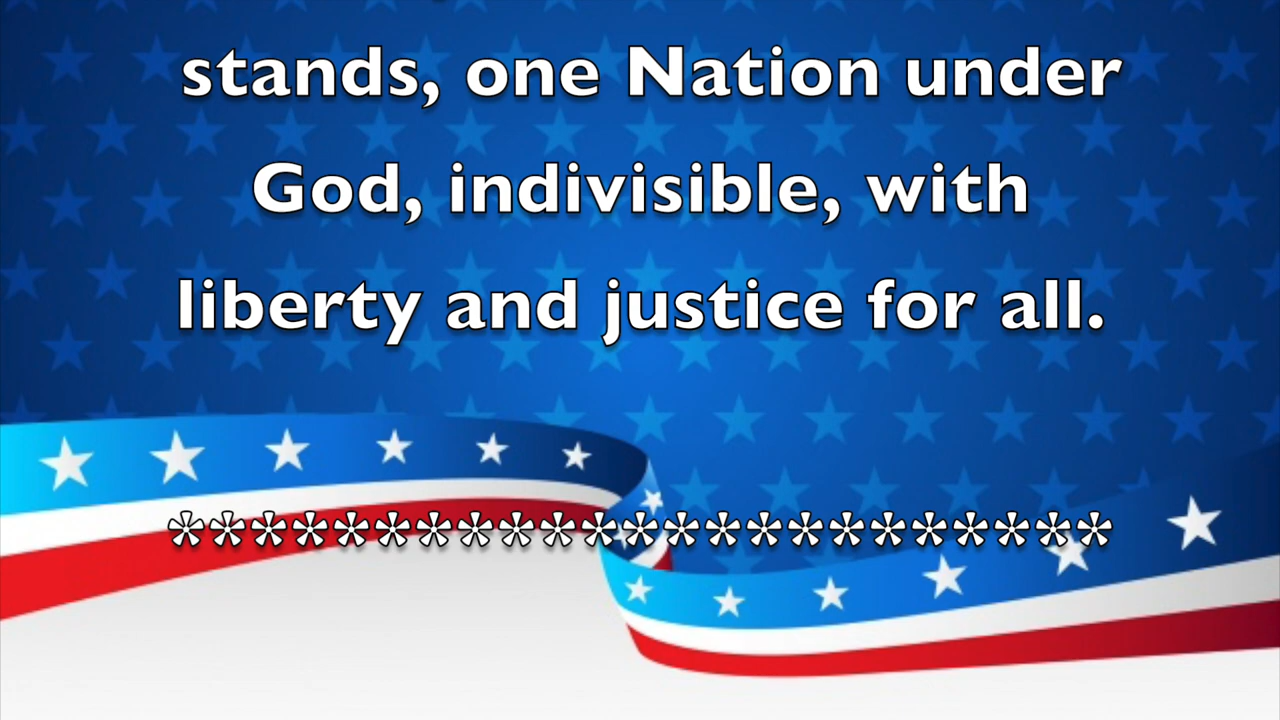 stands, one Nation under
God, indivisible, with
liberty and justice for all.
***********************